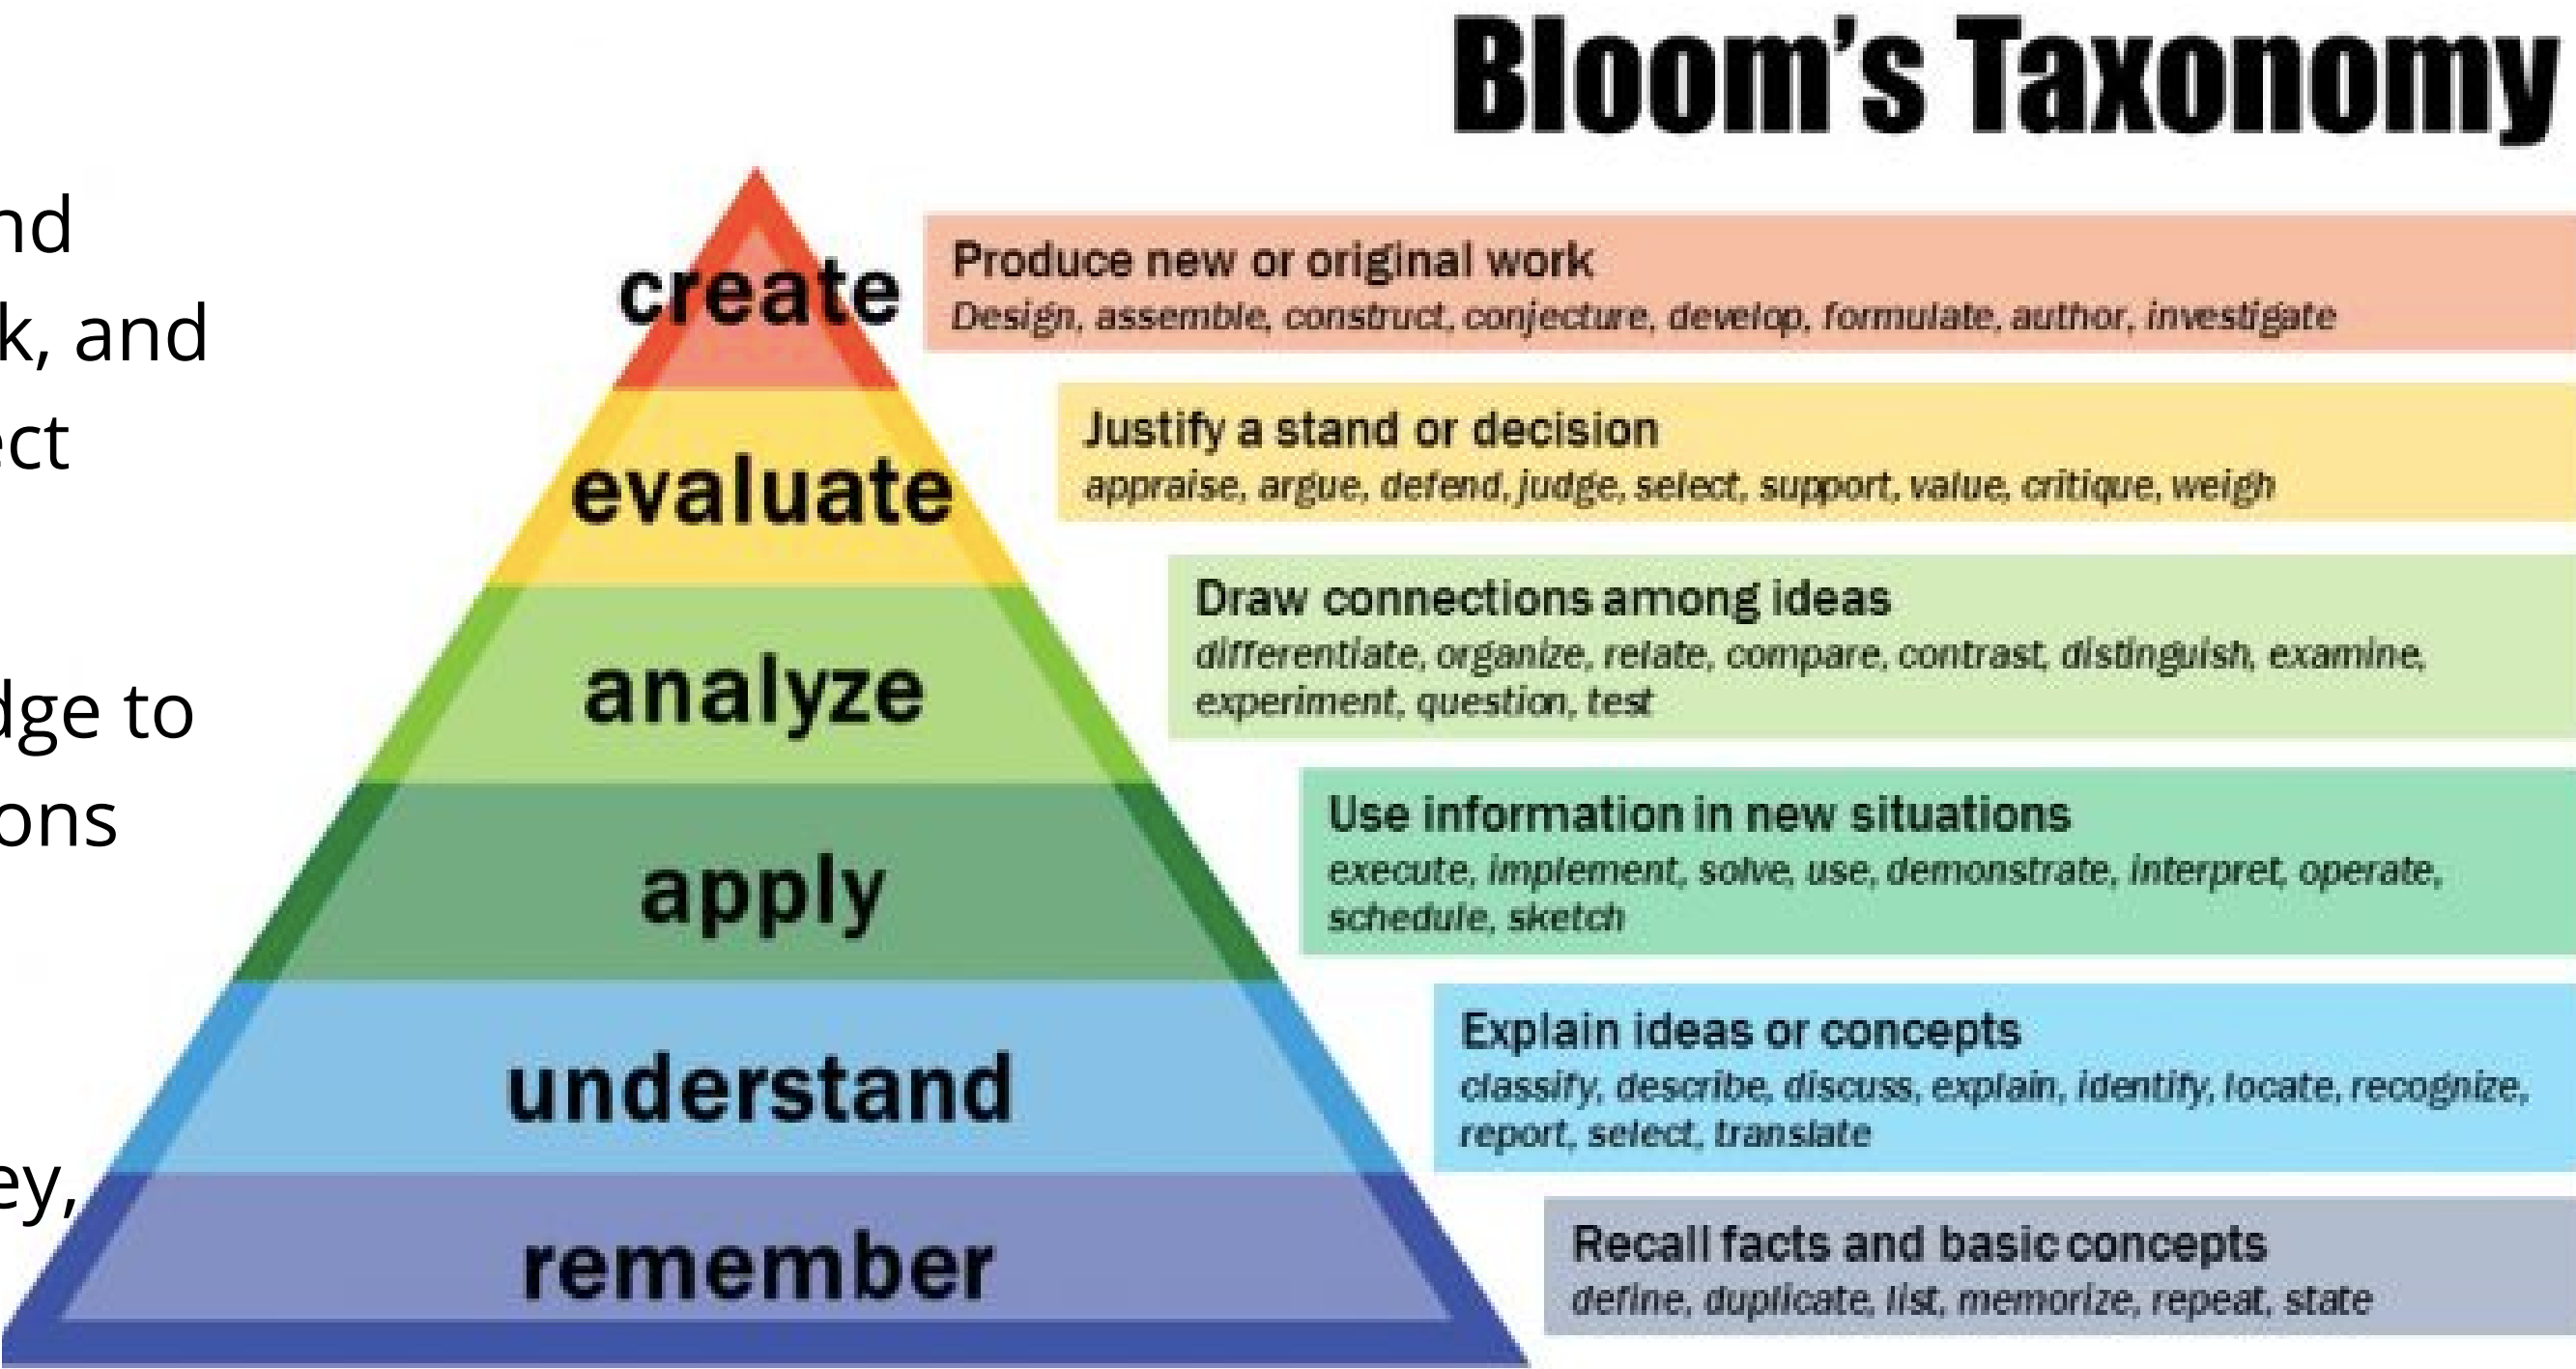 Bloom's Taxonomy
nd
k, and
ect
dge to
ons
ey,
create
Produce new or original work
Design, assemble, construct, conjecture, develop, formulate, author, investigate
evaluate
Justify a stand or decision
appraise, argue, defend, judge, select, support, value, critique, weigh
analyze
Draw connections among ideas
differentiate, organize, relate, compare, contrast, distinguish, examine,
experiment, question, test
apply
Use information in new situations
execute, implement, solve, use, demonstrate, interpret, operate,
schedule, sketch
understand
Explain ideas or concepts
classify, describe, discuss, explain, identify, locate, recognize,
report, select, translate
remember
Recall facts and basic concepts
define, duplicate, list, memorize, repeat, state